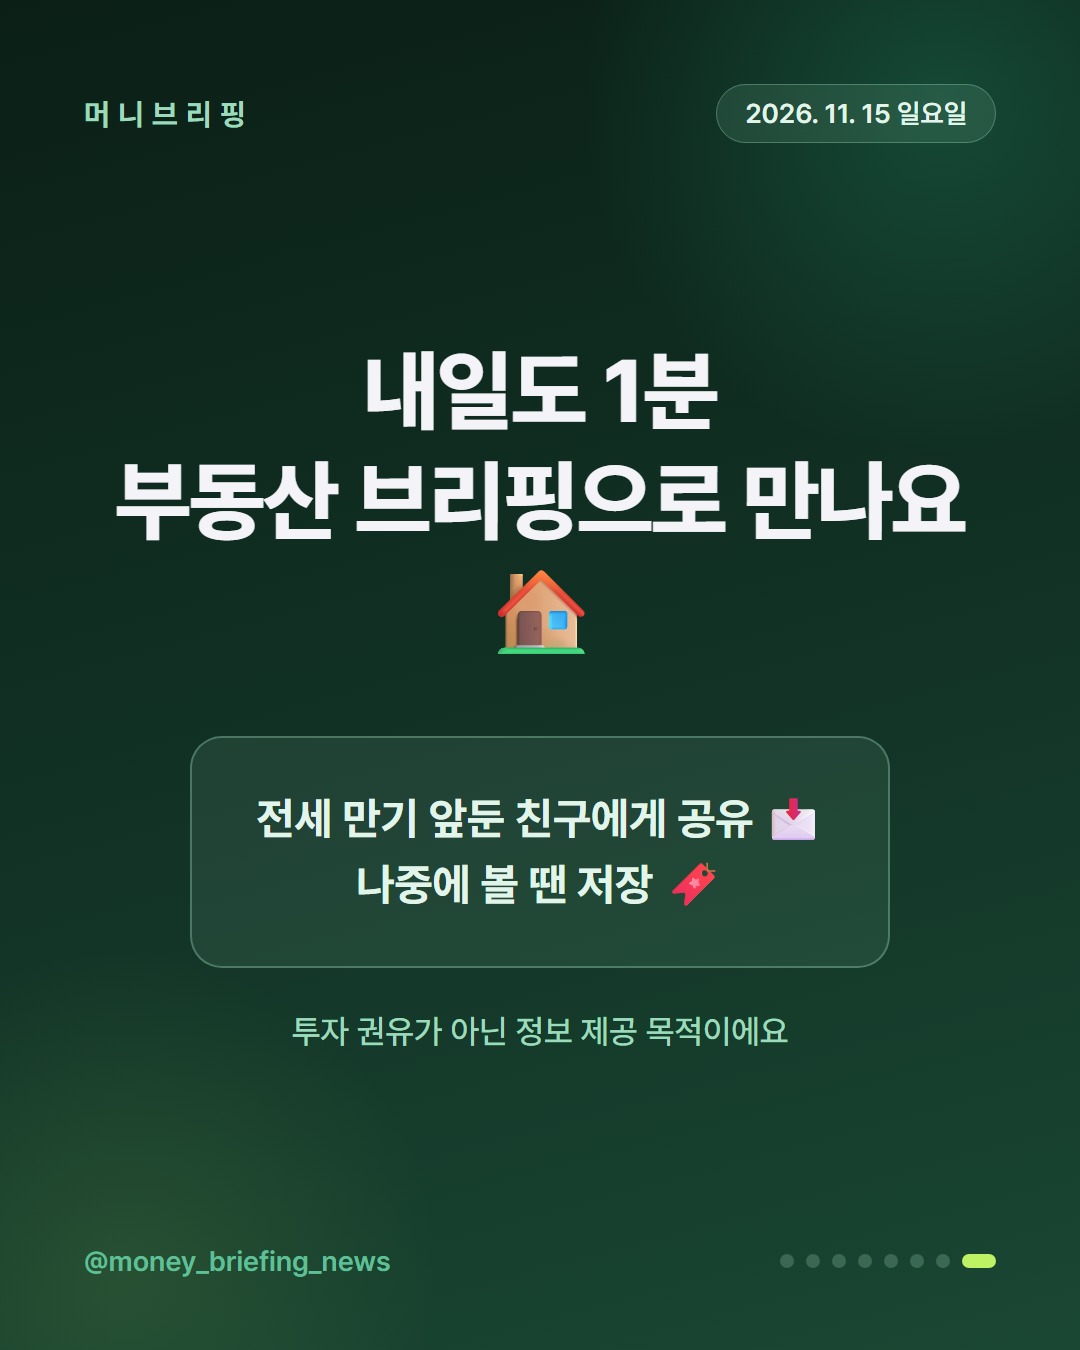 머니브리핑
2026. 11. 15 일요일
내일도 1분
부동산 브리핑으로 만나요
전세 만기 앞둔 친구에게 공유
나중에 볼 땐 저장
투자 권유가 아닌 정보 제공 목적이에요
@money_briefing_news